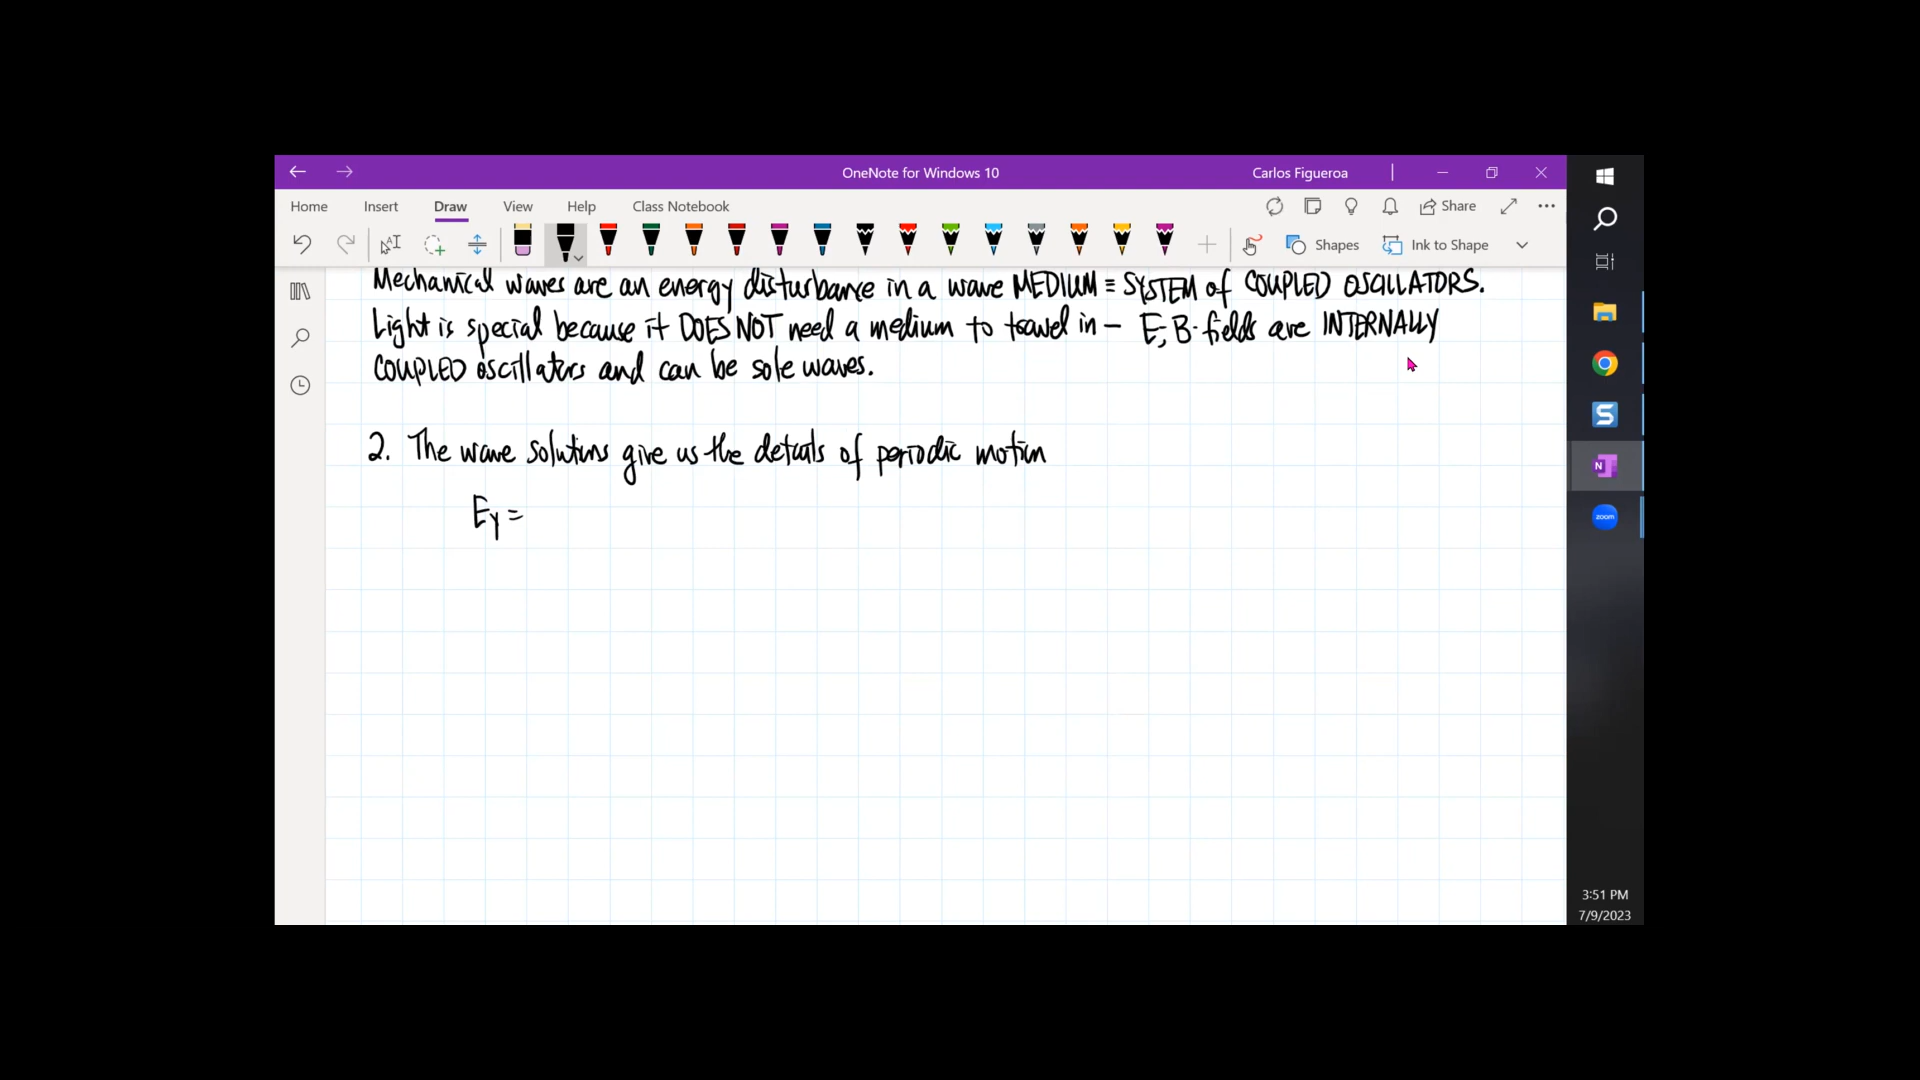 OneNote for Windows 10
Carlos Figueroa
Home Insert Draw View Help Class Notebook Share
Shapes Ink to Shape
Mechanical waves are an energy disturbance in a wave MEDIUM ≡ SYSTEM of COUPLED OSCILLATORS.
Light is special because it DOES NOT need a medium to travel in — E, B-fields are INTERNALLY
COUPLED oscillators and can be sole waves.
2. The wave solutions give us the details of periodic motion
Ey =
zoom
3:51 PM
7/9/2023